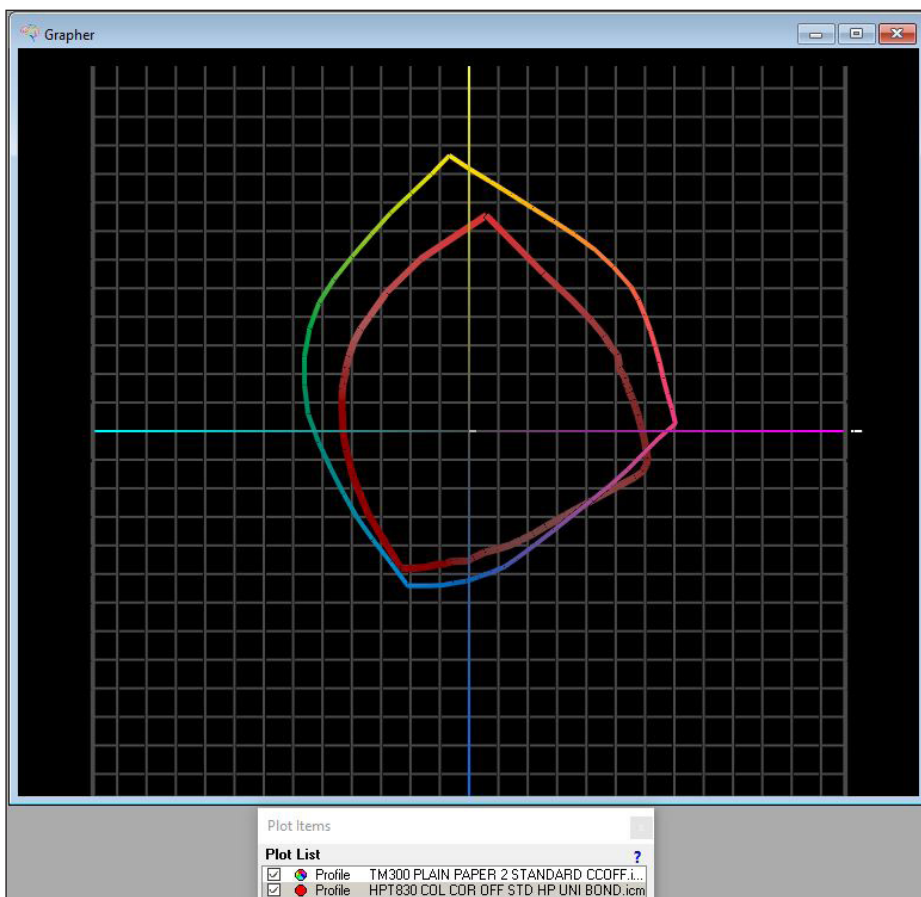 Grapher
Plot Items
Plot List ?
Profile TM300 PLAIN PAPER 2 STANDARD CCOFF.i...
Profile HPT830 COL COR OFF STD HP UNI BOND.icm